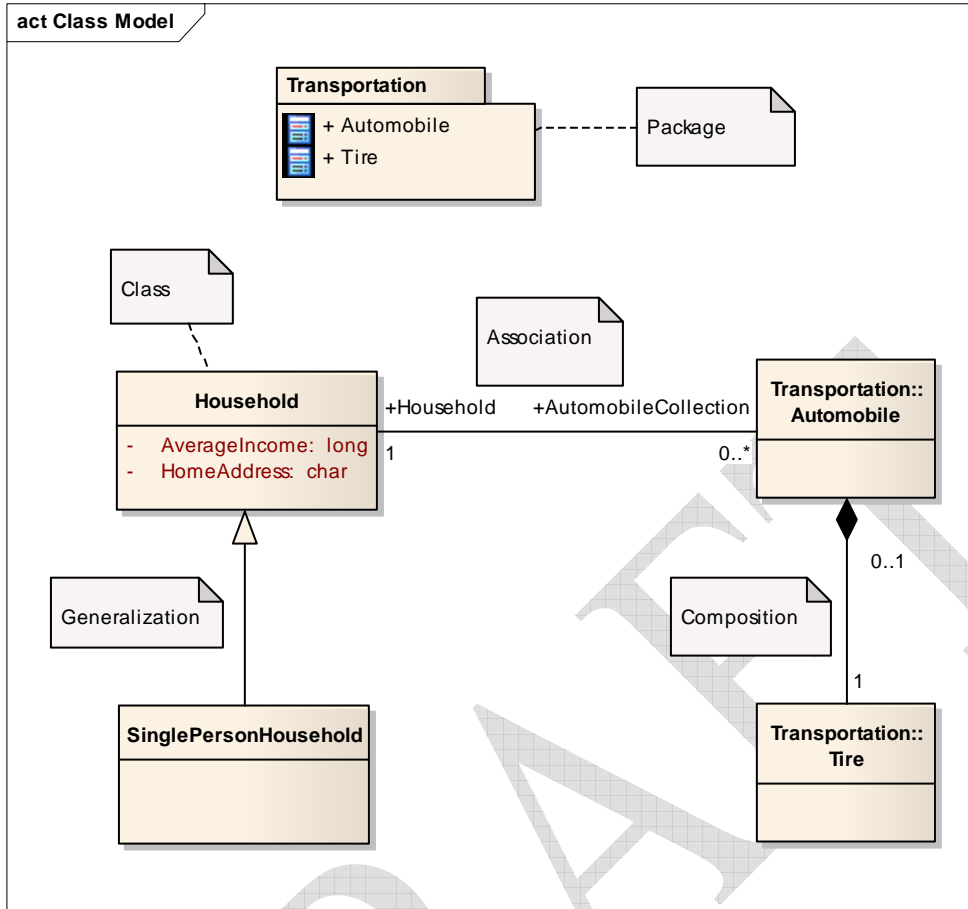 act Class Model
Transportation
+ Automobile
+ Tire
Package
Class
Association
Household
- AverageIncome: long
- HomeAddress: char
+Household
+AutomobileCollection
1
0..*
Transportation::
Automobile
0..1
Generalization
Composition
1
SinglePersonHousehold
Transportation::
Tire